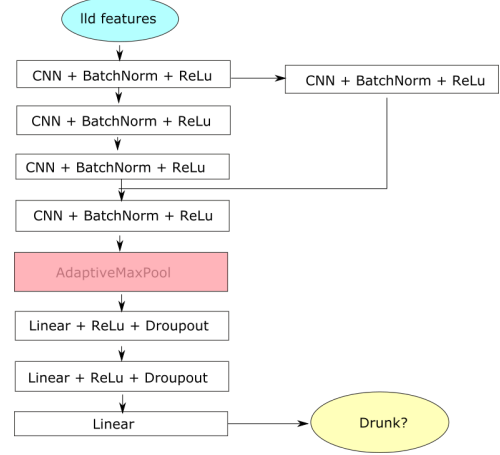 lld features
CNN + BatchNorm + ReLu
CNN + BatchNorm + ReLu
CNN + BatchNorm + ReLu
CNN + BatchNorm + ReLu
CNN + BatchNorm + ReLu
AdaptiveMaxPool
Linear + ReLu + Droupout
Linear + ReLu + Droupout
Linear
Drunk?